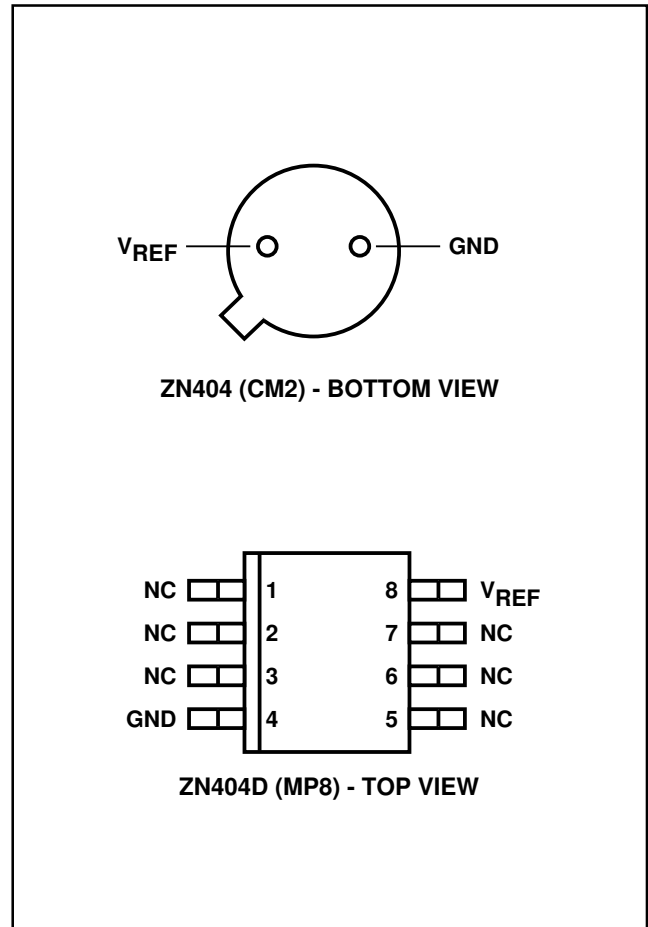 VREF
GND
ZN404 (CM2) - BOTTOM VIEW
NC 1 8 VREF
NC 2 7 NC
NC 3 6 NC
GND 4 5 NC
ZN404D (MP8) - TOP VIEW